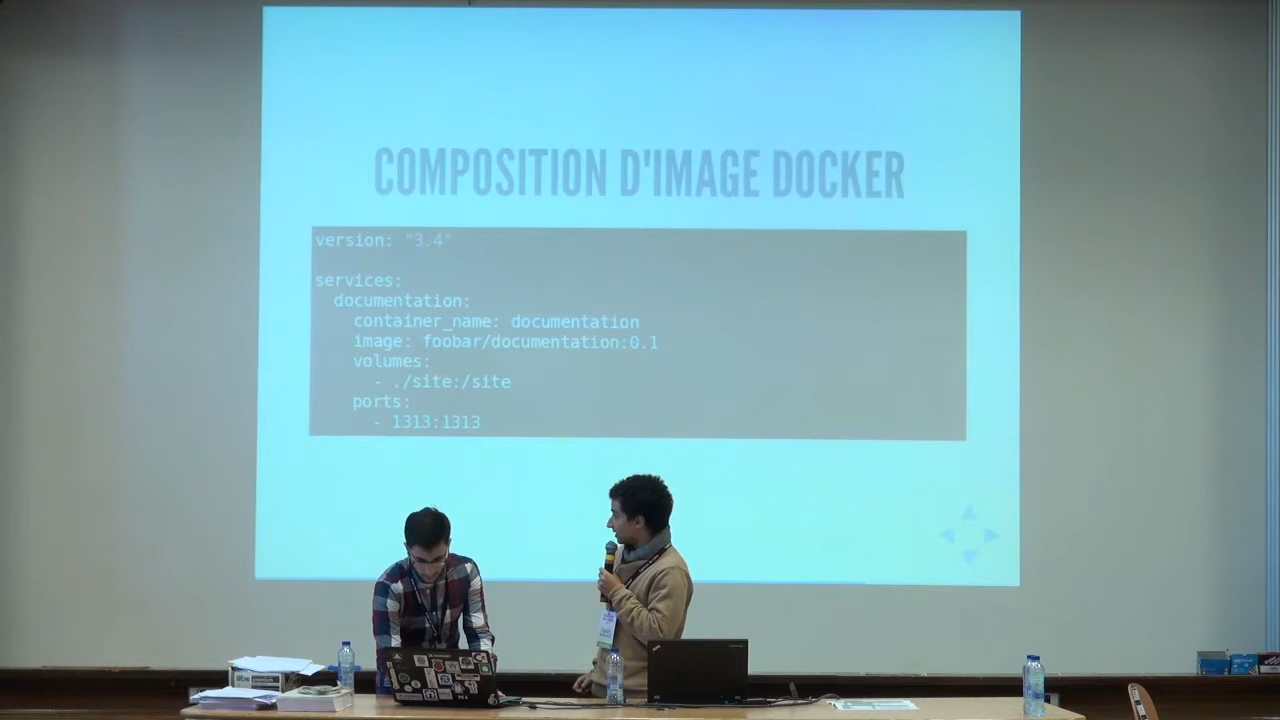 COMPOSITION D'IMAGE DOCKER
version: "3.4"
services:
documentation:
container_name: documentation
image: foobar/documentation:0.1
volumes:
- ./site:/site
ports:
- 1313:1313